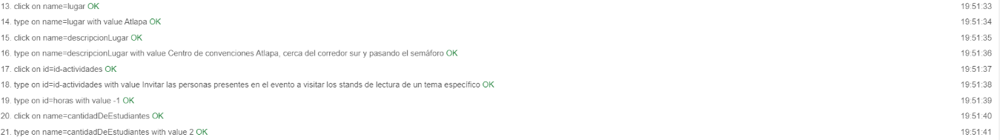 13. click on name=lugar OK 19:51:33
14. type on name=lugar with value Atlapa OK 19:51:34
15. click on name=descripcionLugar OK 19:51:35
16. type on name=descripcionLugar with value Centro de convenciones Atlapa, cerca del corredor sur y pasando el semáforo OK 19:51:36
17. click on id=id-actividades OK 19:51:37
18. type on id=id-actividades with value Invitar las personas presentes en el evento a visitar los stands de lectura de un tema específico OK 19:51:38
19. type on id=horas with value -1 OK 19:51:39
20. click on name=cantidadDeEstudiantes OK 19:51:40
21. type on name=cantidadDeEstudiantes with value 2 OK 19:51:41